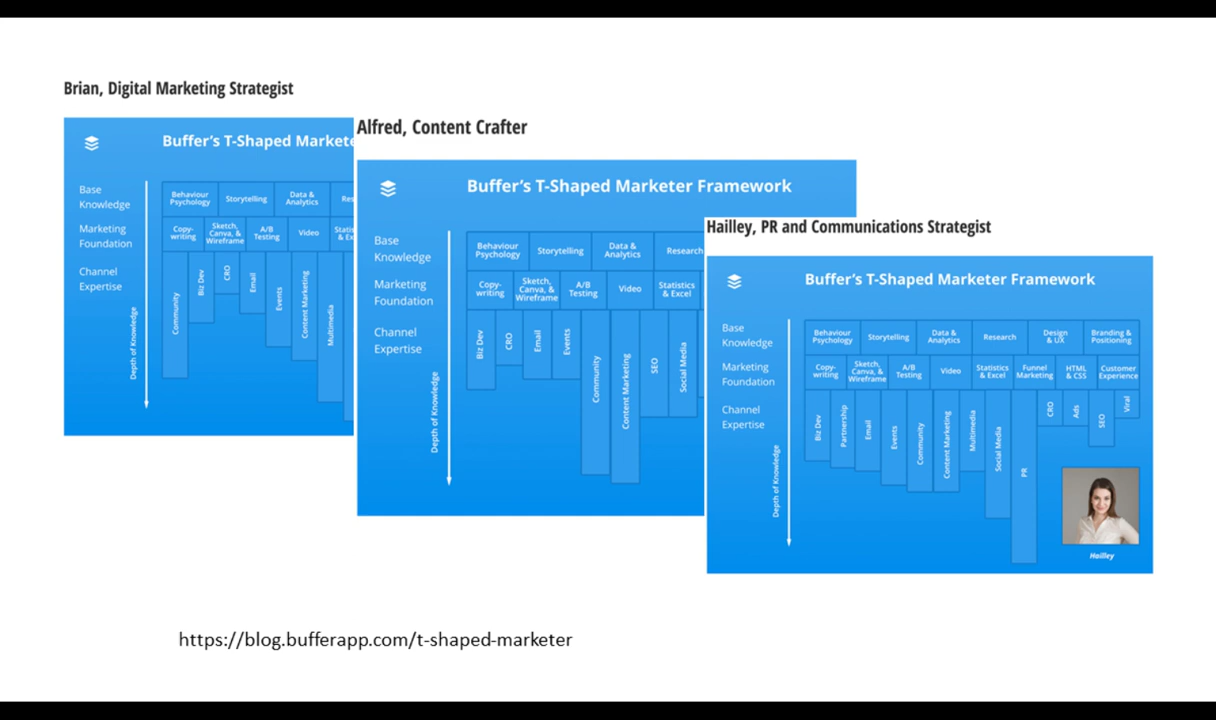 Brian, Digital Marketing Strategist
Buffer's T-Shaped
Base
Knowledge
Behaviour
Psychology
Storytelling
Data &
Analytics
Marketing
Foundation
Copy-
writing
Sketch,
Canva, &
Wireframe
A/B
Testing
Video
Channel
Expertise
Depth of Knowledge
Community
Biz Dev
CRO
Email
Events
Content Marketing
Multimedia
Alfred, Content Crafter
Buffer's T-Shaped Marketer Framework
Base
Knowledge
Behaviour
Psychology
Storytelling
Data &
Analytics
Research
Marketing
Foundation
Copy-
writing
Sketch,
Canva, &
Wireframe
A/B
Testing
Video
Statistics
& Excel
Channel
Expertise
Depth of Knowledge
Biz Dev
CRO
Email
Events
Community
Content Marketing
SEO
Social Media
Hailley, PR and Communications Strategist
Buffer's T-Shaped Marketer Framework
Base
Knowledge
Behaviour
Psychology
Storytelling
Data &
Analytics
Research
Design
& UX
Branding &
Positioning
Marketing
Foundation
Copy-
writing
Sketch,
Canva, &
Wireframe
A/B
Testing
Video
Statistics
& Excel
Funnel
Marketing
HTML
& CSS
Customer
Experience
Channel
Expertise
Depth of Knowledge
Biz Dev
Partnership
Email
Events
Community
Content Marketing
Multimedia
Social Media
PR
CRO
Ads
SEO
Viral
Hailley
https://blog.bufferapp.com/t-shaped-marketer